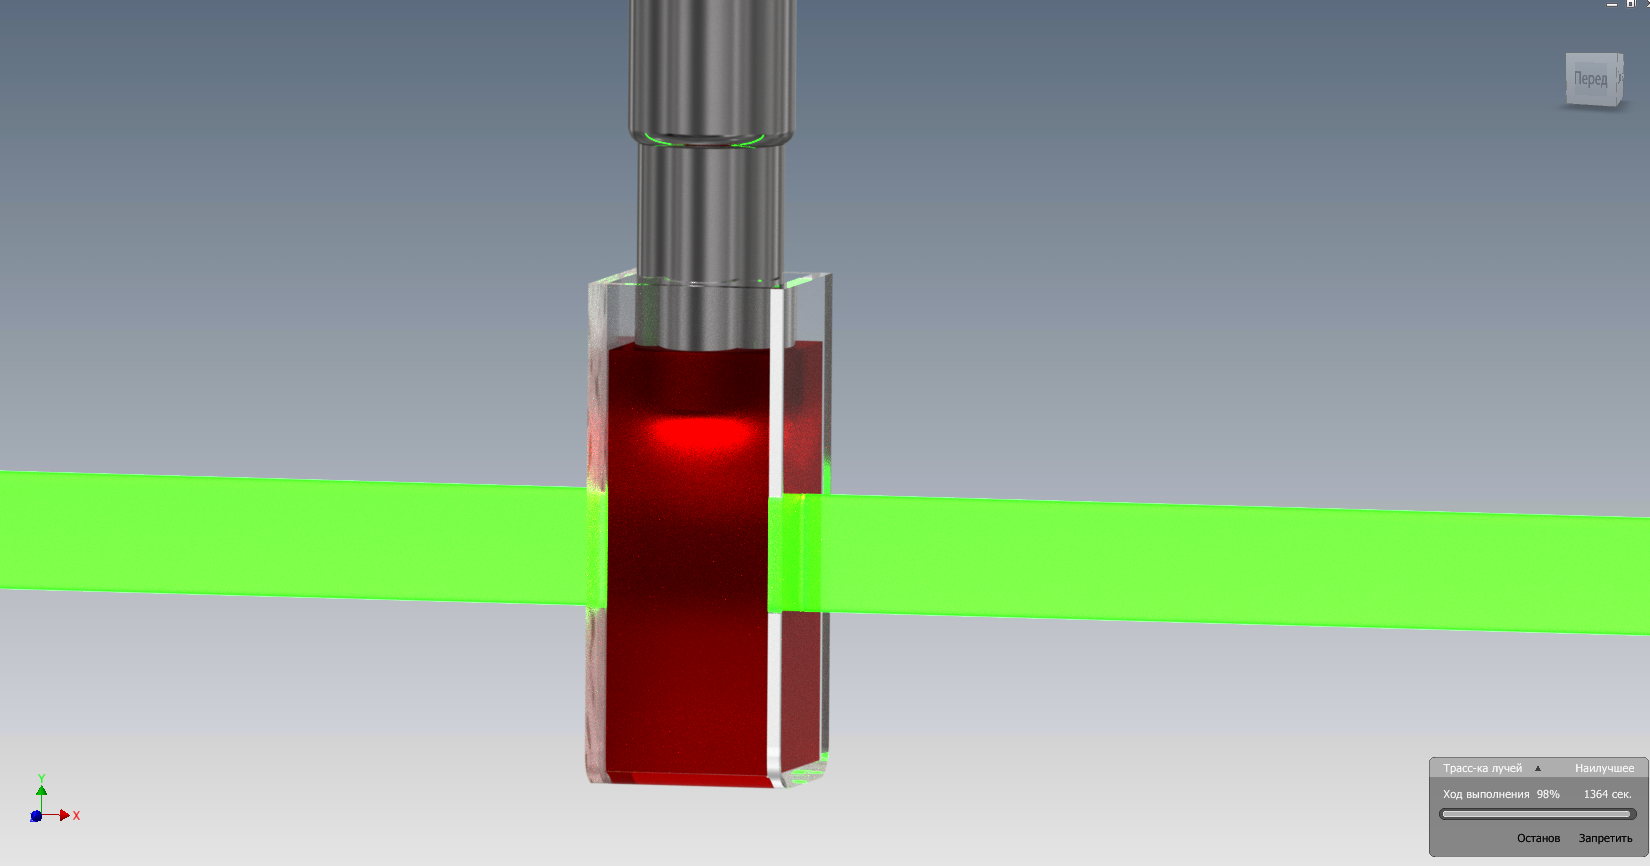 Перед
Трасс-ка лучей ▲ Наилучшее
Ход выполнения 98% 1364 сек.
Останов Запретить
Y
X